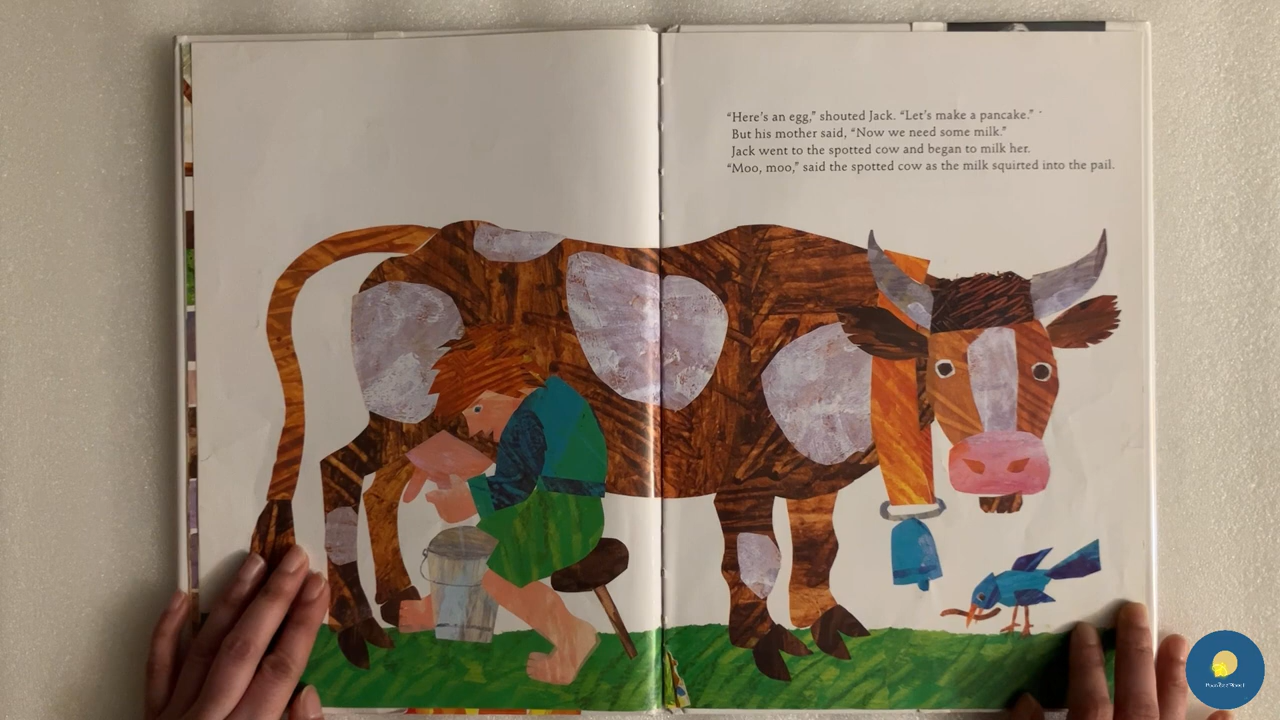 “Here’s an egg,” shouted Jack. “Let’s make a pancake.”
But his mother said, “Now we need some milk.”
Jack went to the spotted cow and began to milk her.
“Moo, moo,” said the spotted cow as the milk squirted into the pail.